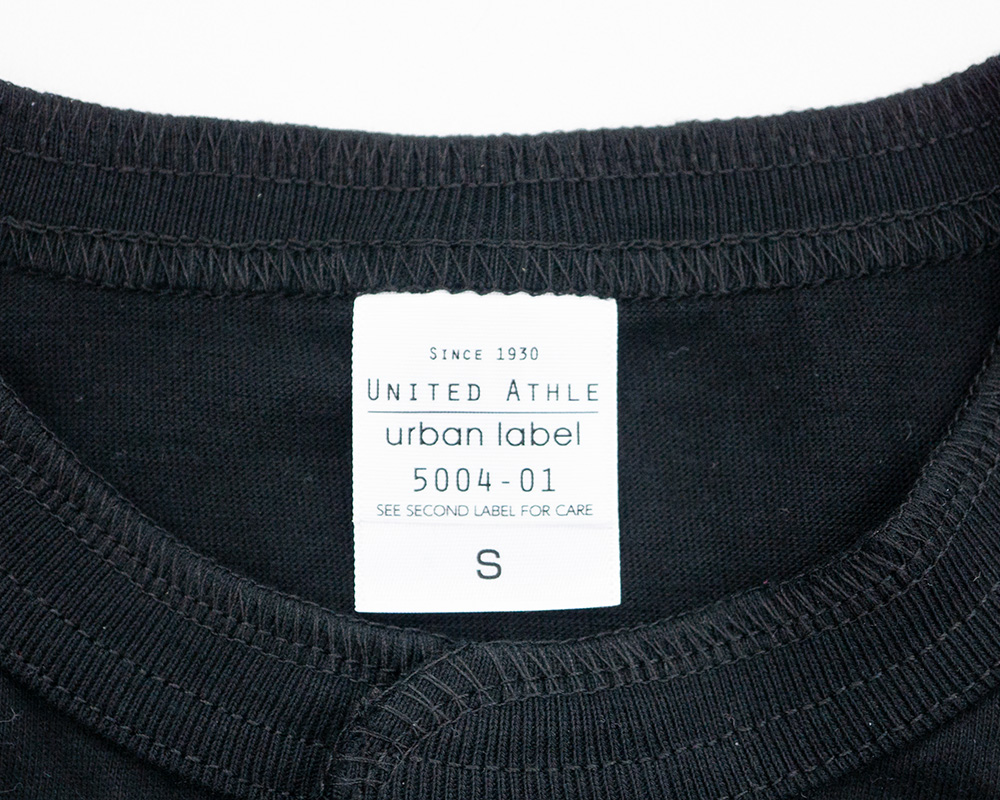 SINCE 1930
UNITED ATHLE
urban label
5004-01
SEE SECOND LABEL FOR CARE
S